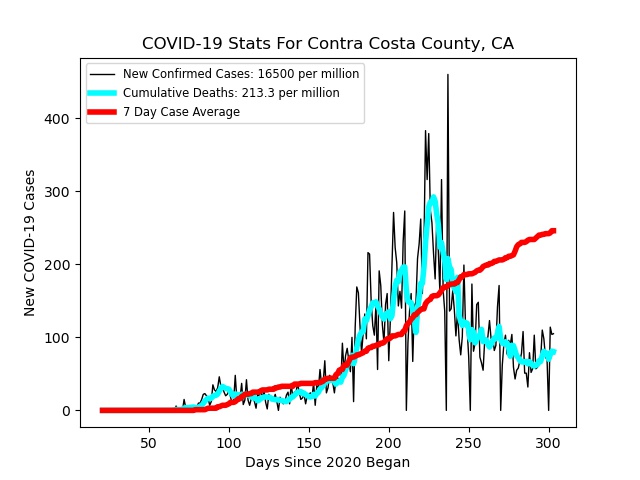 COVID-19 Stats For Contra Costa County, CA
New Confirmed Cases: 16500 per million
Cumulative Deaths: 213.3 per million
7 Day Case Average
New COVID-19 Cases
400
300
200
100
0
50 100 150 200 250 300
Days Since 2020 Began